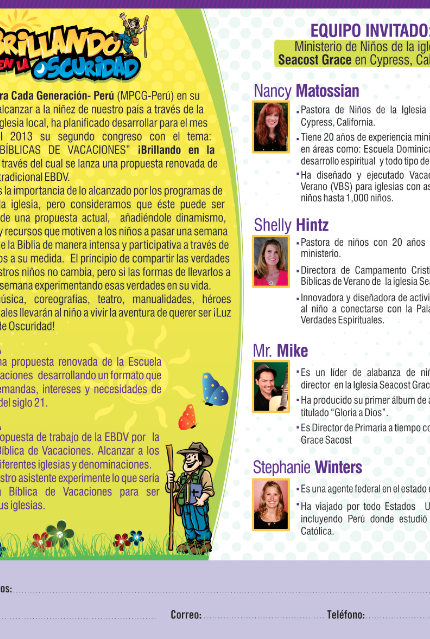 BRILLANDO
EN LA OSCURIDAD
ra Cada Generación- Perú (MPCG-Perú) en su
alcanzar a la niñez de nuestro país a través de la
glesia local, ha planificado desarrollar para el mes
l 2013 su segundo congreso con el tema:
BÍBLICAS DE VACACIONES" ¡Brillando en la
través del cual se lanza una propuesta renovada de
tradicional EBDV.
s la importancia de lo alcanzado por los programas de
la iglesia, pero consideramos que éste puede ser
de una propuesta actual, añadiéndole dinamismo,
y recursos que motiven a los niños a pasar una semana
e la Biblia de manera intensa y participativa a través de
os a su medida. El principio de compartir las verdades
stros niños no cambia, pero si las formas de llevarlos a
semana experimentando esas verdades en su vida.
úsica, coreografías, teatro, manualidades, héroes
ales llevarán al niño a vivir la aventura de querer ser ¡Luz
de Oscuridad!
na propuesta renovada de la Escuela
aciones desarrollando un formato que
emandas, intereses y necesidades de
del siglo 21.
opuesta de trabajo de la EBDV por la
Bíblica de Vacaciones. Alcanzar a los
iferentes iglesias y denominaciones.
stro asistente experimente lo que sería
a Bíblica de Vacaciones para ser
us iglesias.
EQUIPO INVITADO:
Ministerio de Niños de la igle
Seacost Grace en Cypress, Cal
Nancy Matossian
Pastora de Niños de la Iglesia
Cypress, California.
Tiene 20 años de experiencia mini
en áreas como: Escuela Dominica
desarrollo espiritual y todo tipo de
Ha diseñado y ejecutado Vacac
Verano (VBS) para iglesias con as
niños hasta 1,000 niños.
Shelly Hintz
Pastora de niños con 20 años
ministerio.
Directora de Campamento Crist
Bíblicas de Verano de la iglesia Sea
Innovadora y diseñadora de activi
al niño a conectarse con la Pala
Verdades Espirituales.
Mr. Mike
Es un líder de alabanza de niñ
director en la Iglesia Seacost Grac
Ha producido su primer álbum de a
titulado "Gloria a Dios".
Es Director de Primaria a tiempo co
Grace Sacost
Stephanie Winters
Es una agente federal en el estado
Ha viajado por todo Estados U
incluyendo Perú donde estudió
Católica.
os:
Correo: Teléfono: